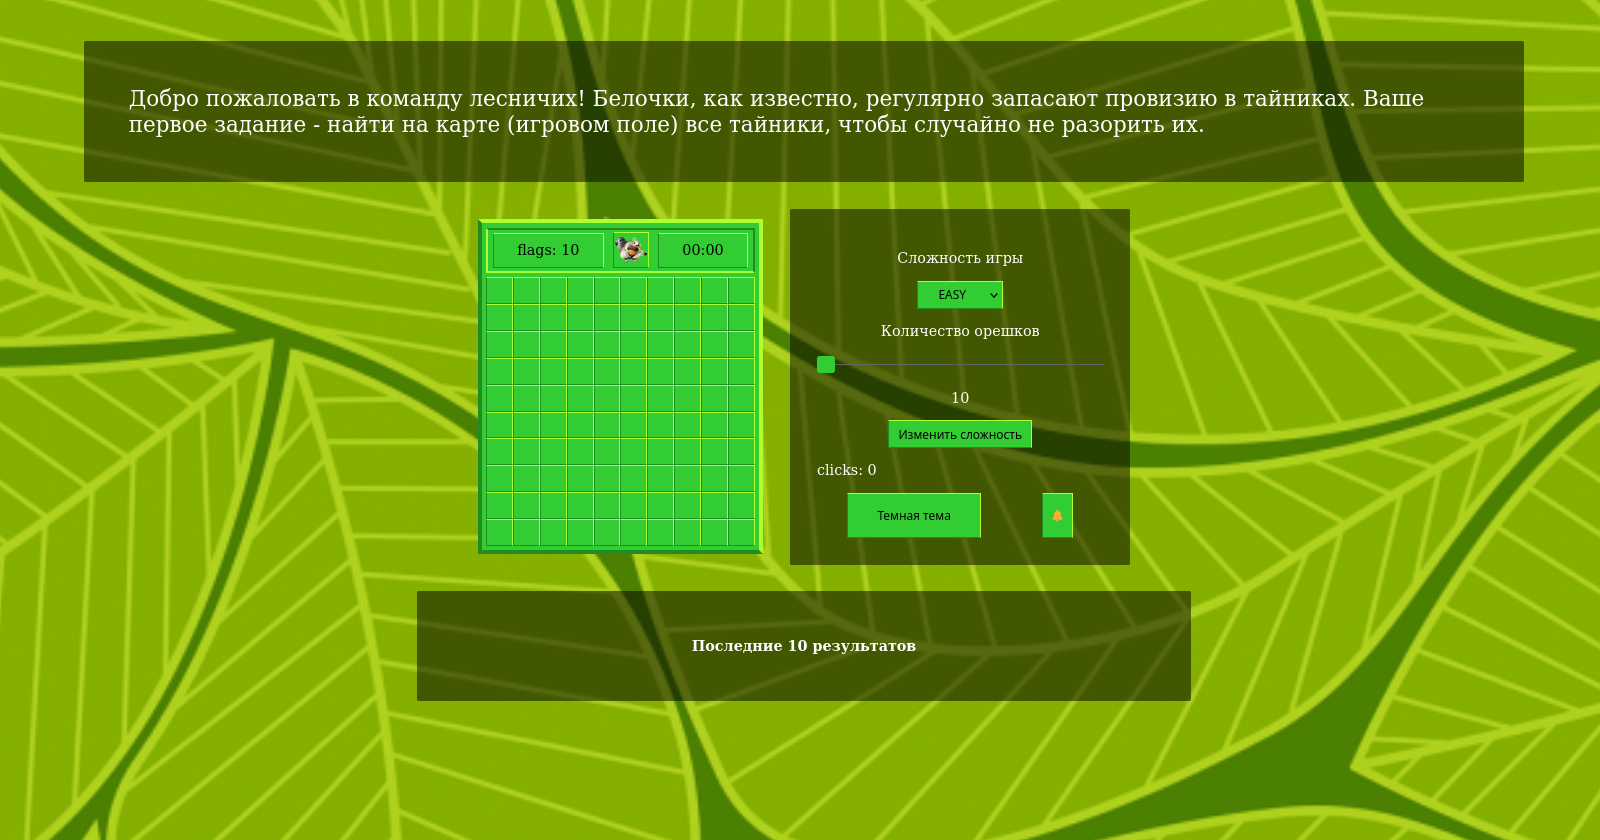 Добро пожаловать в команду лесничих! Белочки, как известно, регулярно запасают провизию в тайниках. Ваше
первое задание - найти на карте (игровом поле) все тайники, чтобы случайно не разорить их.
flags: 10
00:00
Сложность игры
EASY
Количество орешков
10
Изменить сложность
clicks: 0
Темная тема
Последние 10 результатов